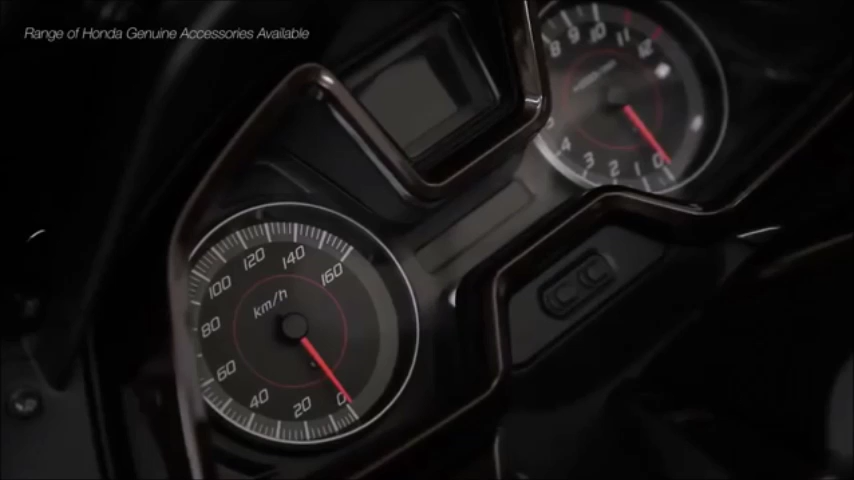 Range of Honda Genuine Accessories Available
8 9 10 11 12
4 3 2 1 0
100 120 140 160
km/h
80
60
40 20 0